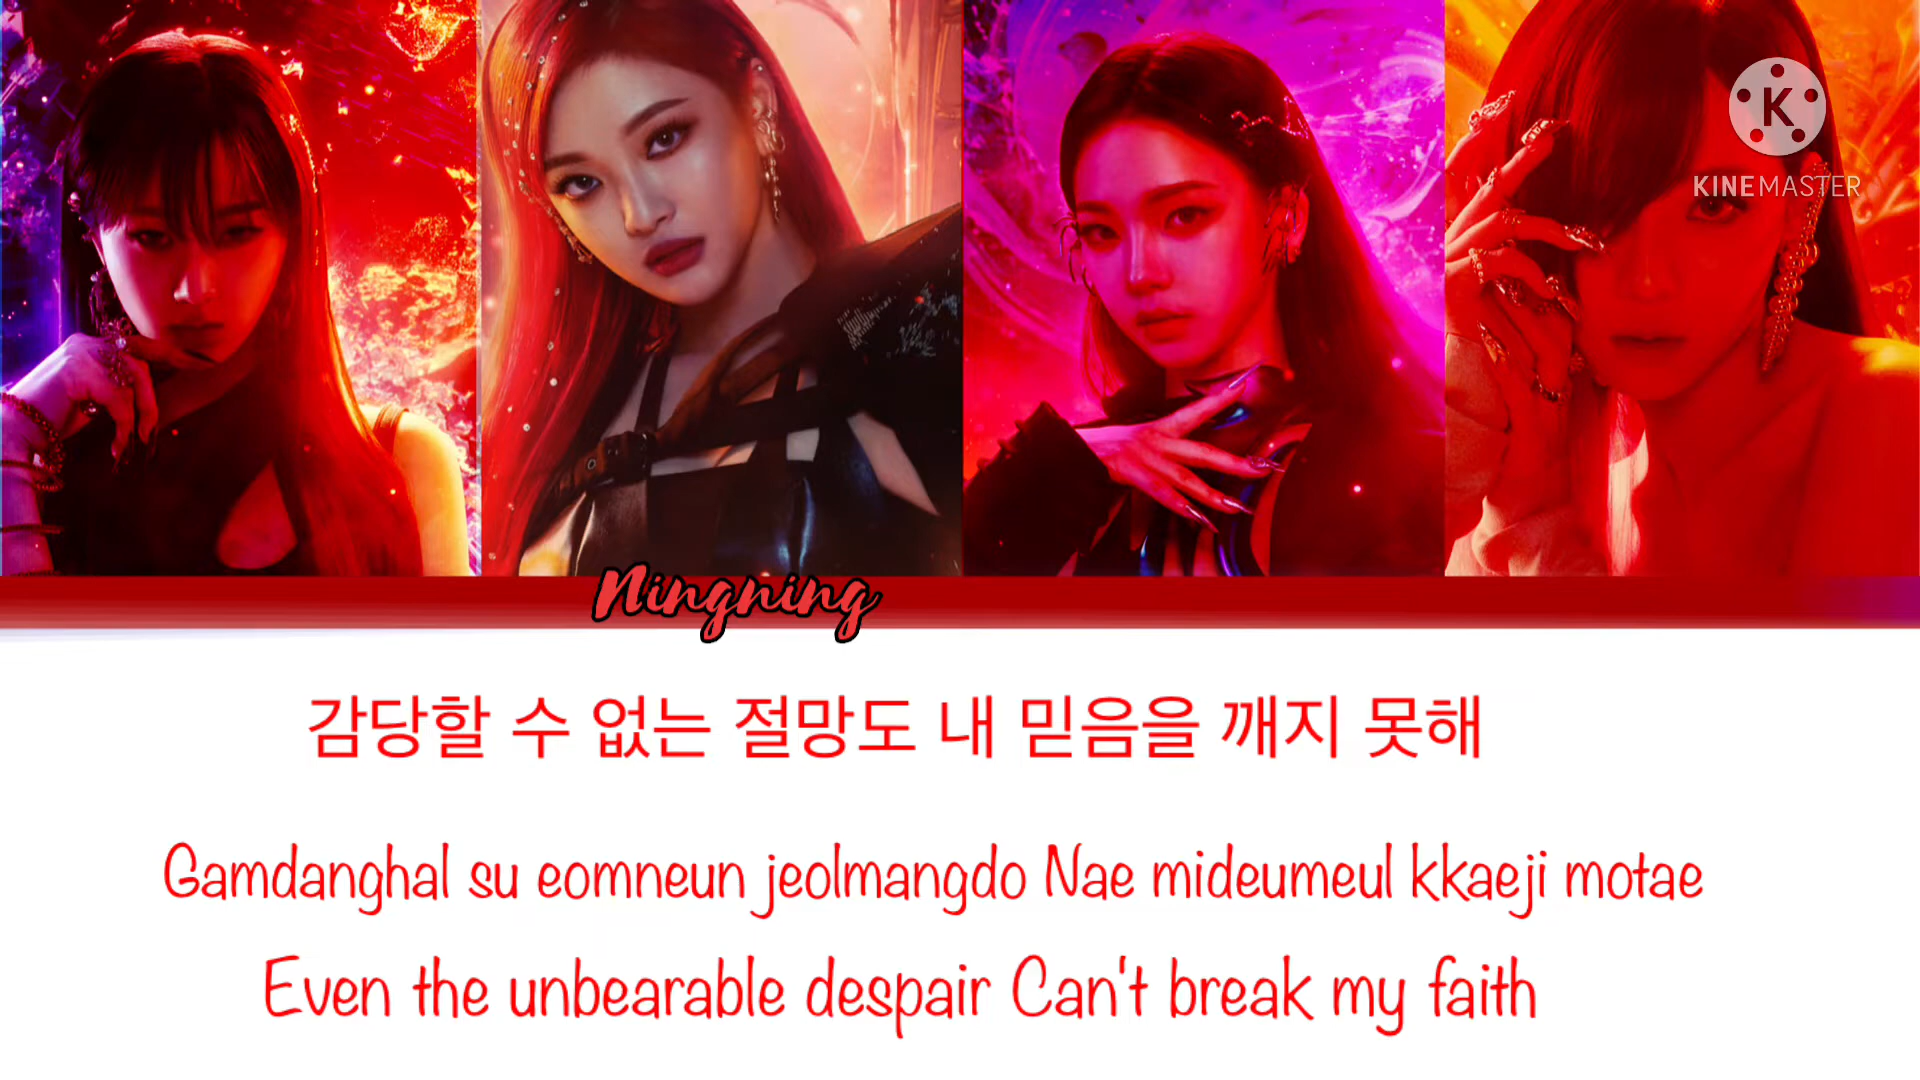 K
KINEMASTER
Ningning
감당할 수 없는 절망도 내 믿음을 깨지 못해
Gamdanghal su eomneun jeolmangdo Nae mideumeul kkaeji motae
Even the unbearable despair Can't break my faith